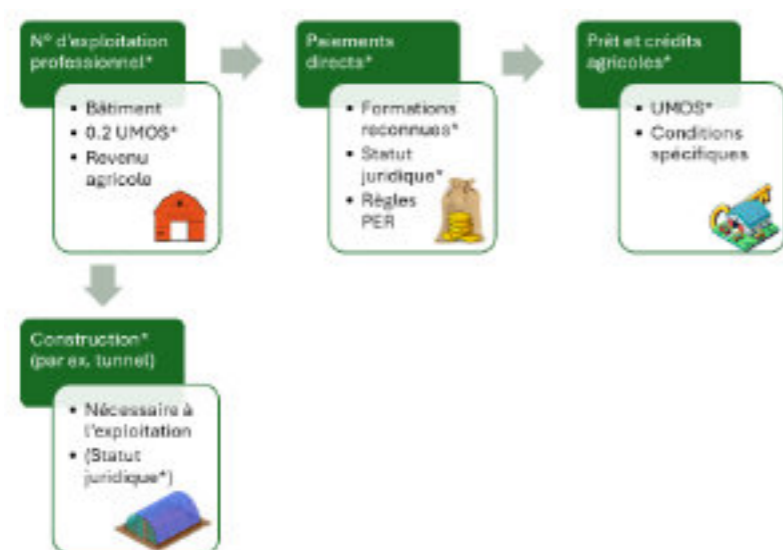 N° d'exploitation
professionnel*
• Bâtiment
• 0.2 UMOS*
• Revenu
agricole
Paiements
directs*
• Formations
reconnues*
• Statut
juridique*
• Règles
PER
Prêt et crédits
agricoles*
• UMOS*
• Conditions
spécifiques
Construction*
(par ex. tunnel)
• Nécessaire à
l'exploitation
• (Statut
juridique*)